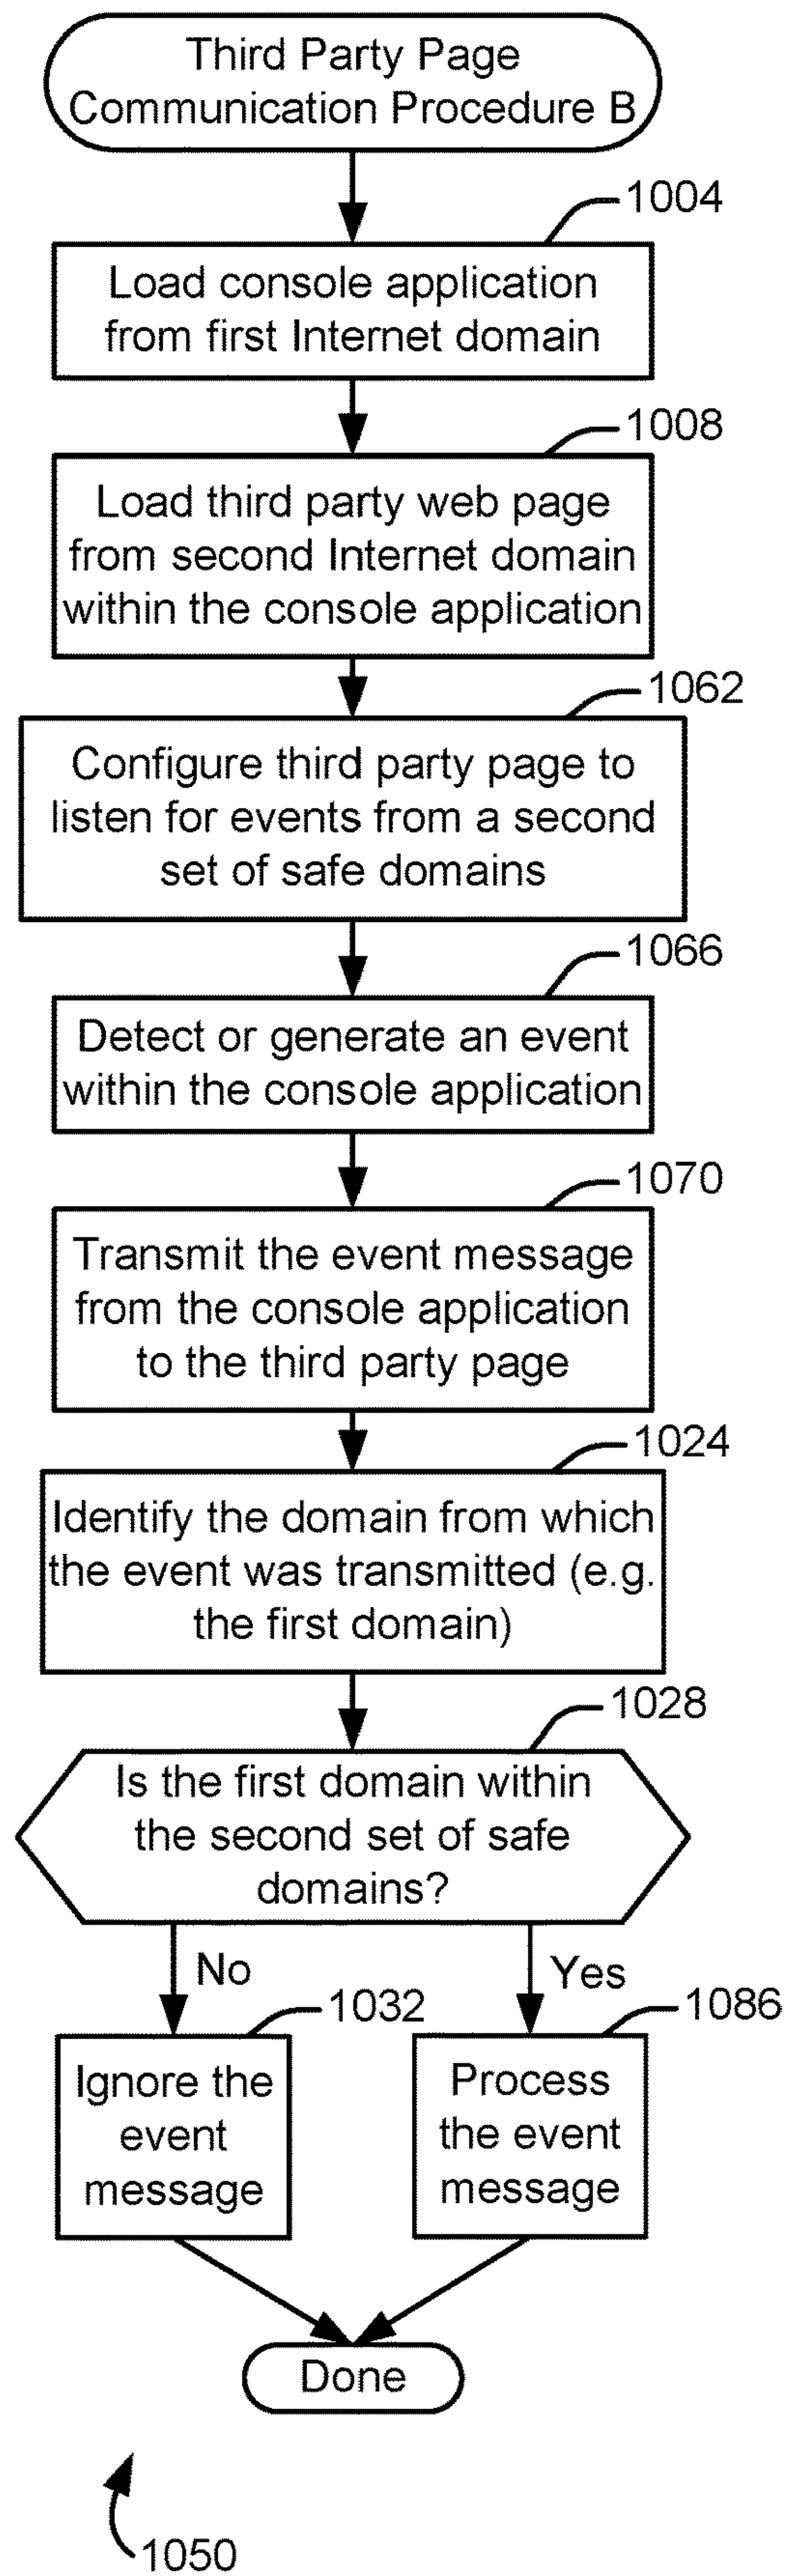 Third Party Page
Communication Procedure B
1004
Load console application
from first Internet domain
1008
Load third party web page
from second Internet domain
within the console application
1062
Configure third party page to
listen for events from a second
set of safe domains
1066
Detect or generate an event
within the console application
1070
Transmit the event message
from the console application
to the third party page
1024
Identify the domain from which
the event was transmitted (e.g.
the first domain)
1028
Is the first domain within
the second set of safe
domains?
No
Yes
1032
Ignore the
event
message
1086
Process
the event
message
Done
1050